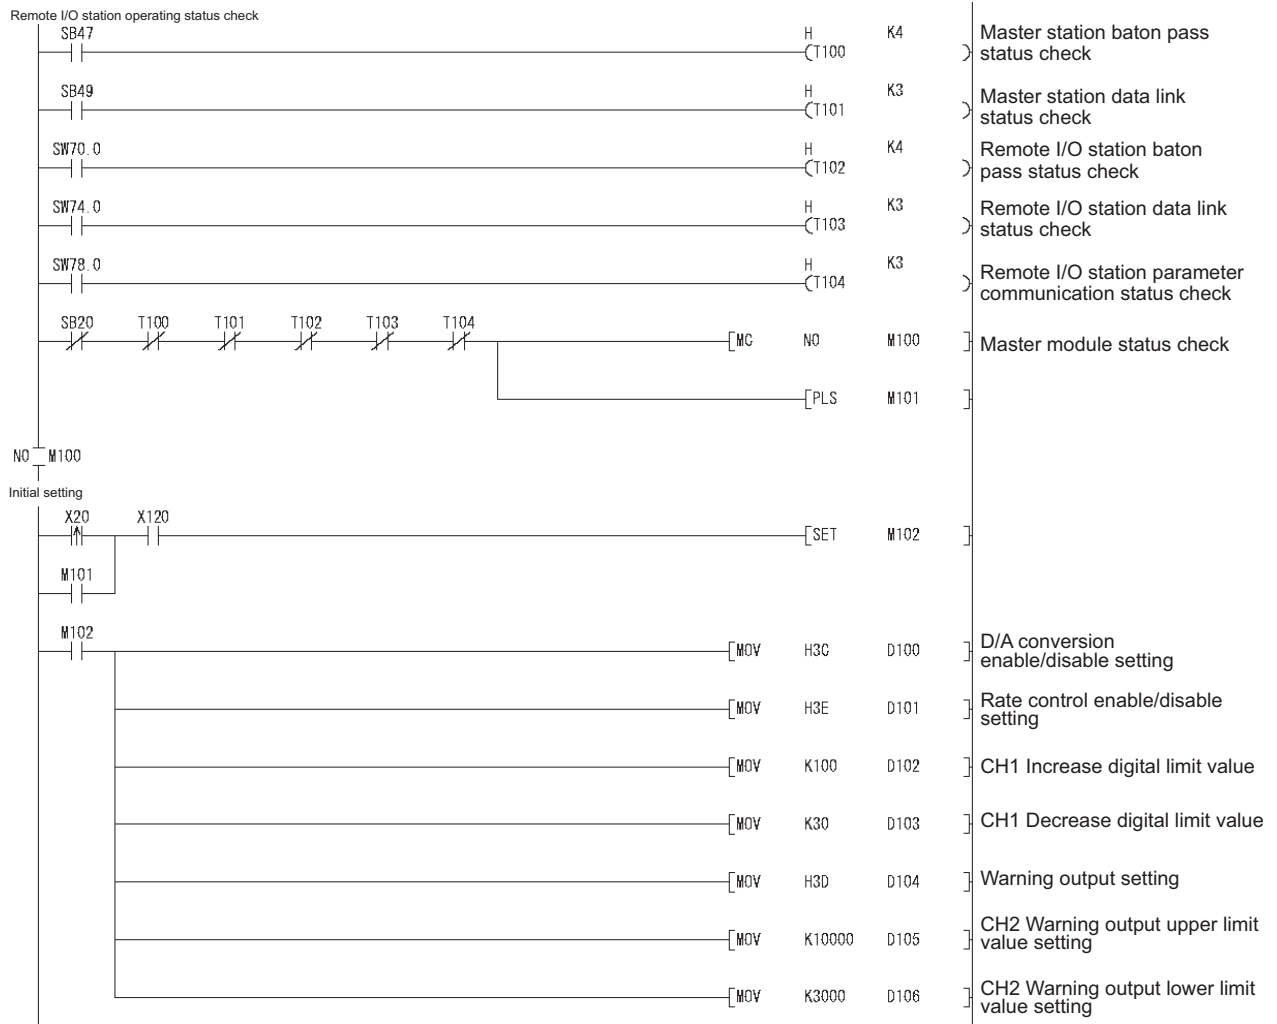 Remote I/O station operating status check
SB47 H K4 Master station baton pass
T100 status check
SB49 H K3 Master station data link
T101 status check
SW70.0 H K4 Remote I/O station baton
T102 pass status check
SW74.0 H K3 Remote I/O station data link
T103 status check
SW78.0 H K3 Remote I/O station parameter
T104 communication status check
SB20 T100 T101 T102 T103 T104
MC N0 M100 Master module status check
PLS M101
N0 M100
Initial setting
X20 X120
SET M102
M101
M102
MOV H3C D100 D/A conversion
enable/disable setting
MOV H3E D101 Rate control enable/disable
setting
MOV K100 D102 CH1 Increase digital limit value
MOV K30 D103 CH1 Decrease digital limit value
MOV H3D D104 Warning output setting
MOV K10000 D105 CH2 Warning output upper limit
value setting
MOV K3000 D106 CH2 Warning output lower limit
value setting